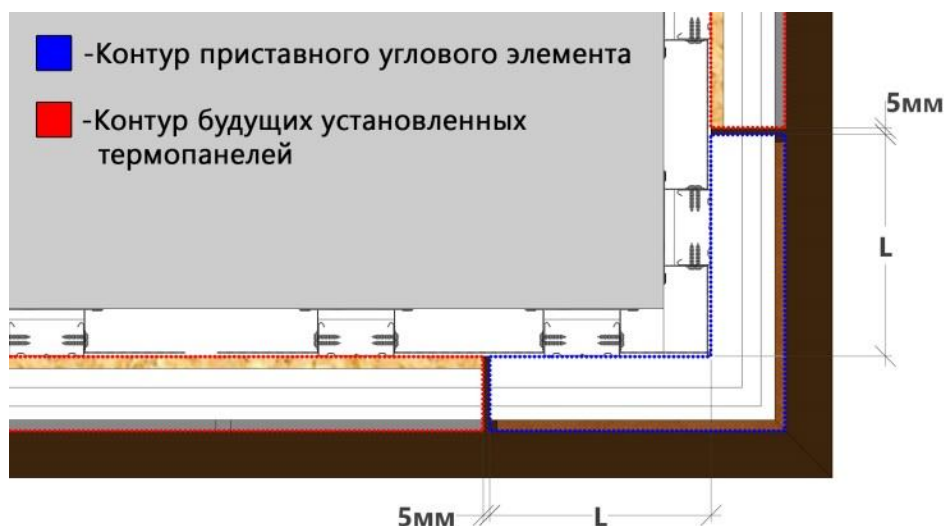 -Контур приставного углового элемента
-Контур будущих установленных
термопанелей
5мм
L
5мм
L